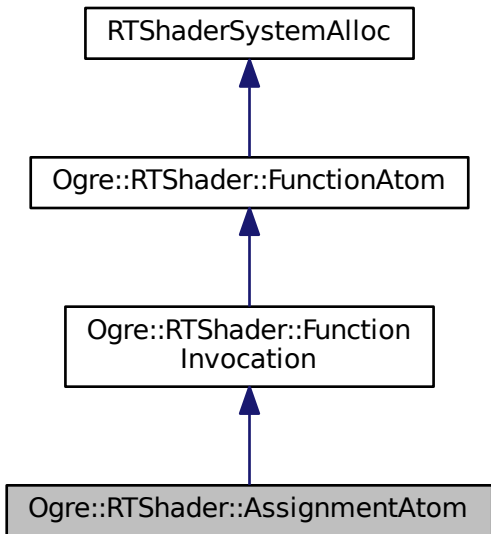 RTShaderSystemAlloc
Ogre::RTShader::FunctionAtom
Ogre::RTShader::Function
Invocation
Ogre::RTShader::AssignmentAtom